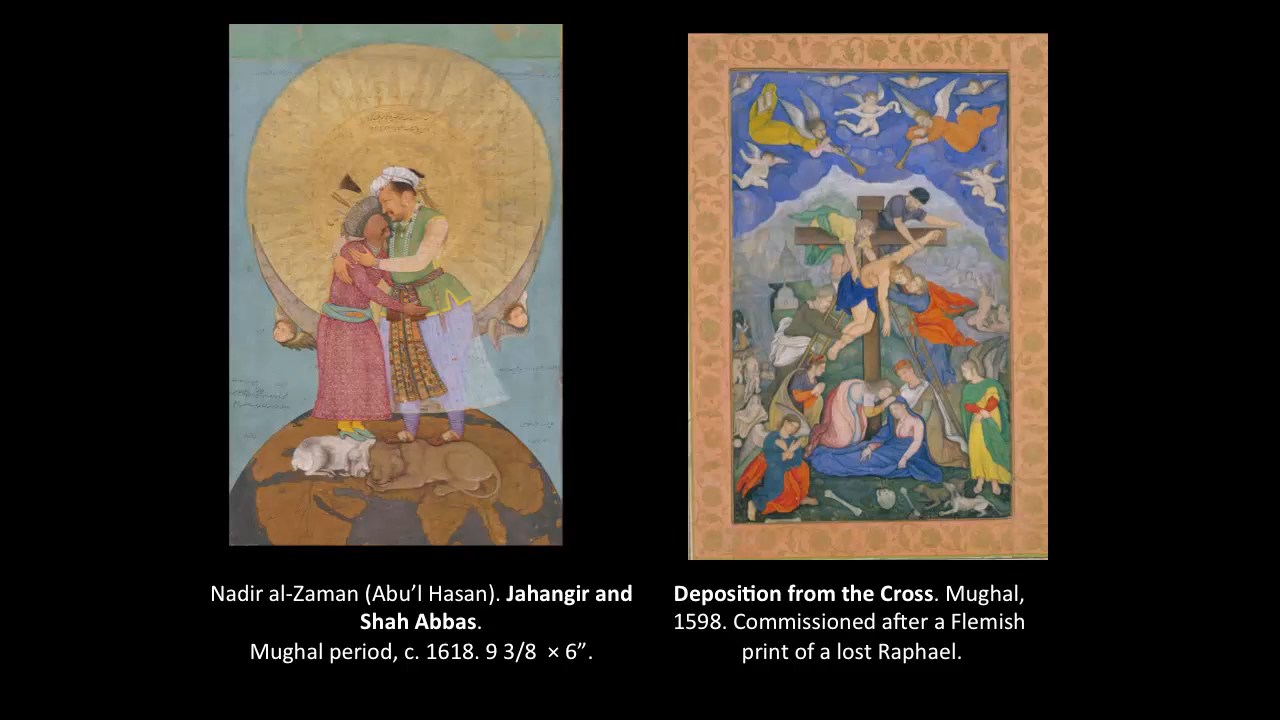 Nadir al-Zaman (Abu’l Hasan). Jahangir and
Shah Abbas.
Mughal period, c. 1618. 9 3/8 × 6”.
Deposition from the Cross. Mughal,
1598. Commissioned after a Flemish
print of a lost Raphael.